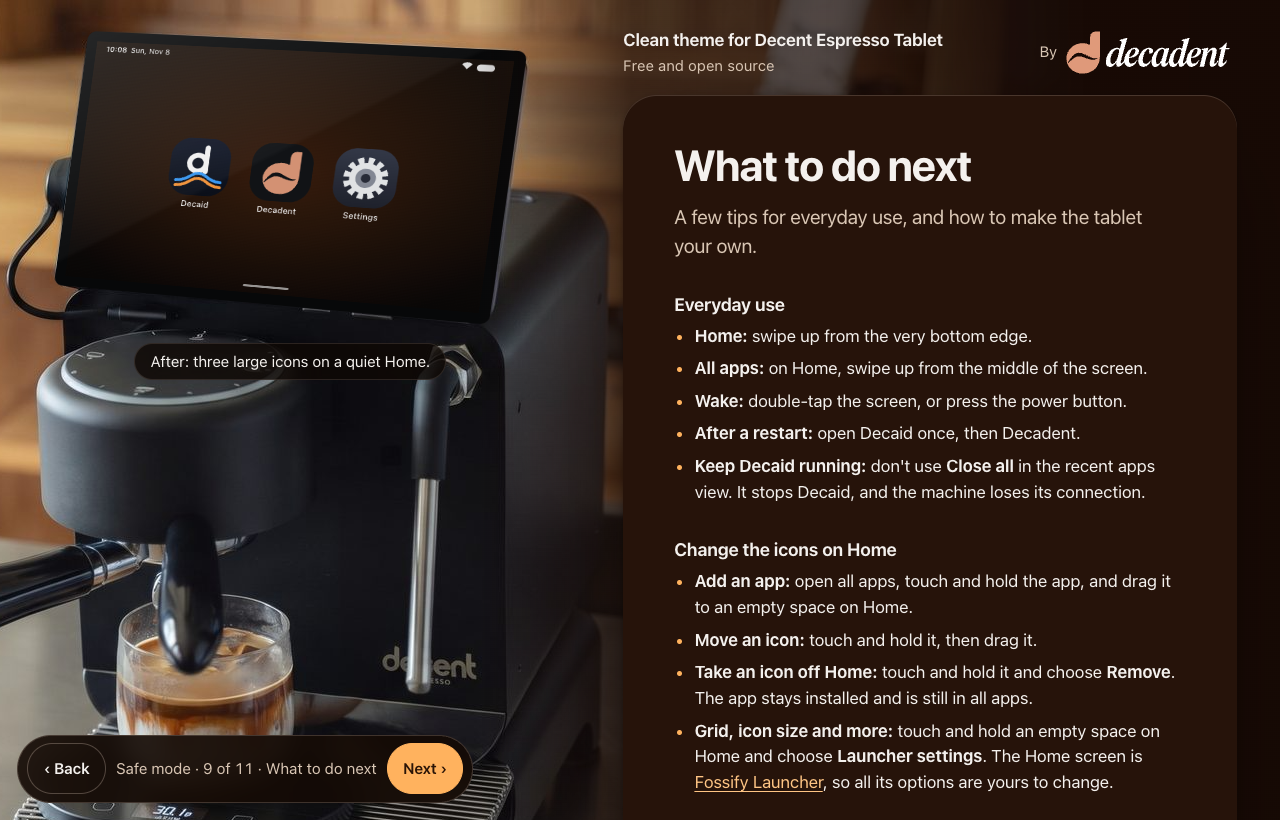 10:08 Sun, Nov 8
Decaid
Decadent
Settings
After: three large icons on a quiet Home.
decent
30.1
‹ Back
Safe mode · 9 of 11 · What to do next
Next ›
Clean theme for Decent Espresso Tablet
Free and open source
By decadent
What to do next
A few tips for everyday use, and how to make the tablet
your own.
Everyday use
• Home: swipe up from the very bottom edge.
• All apps: on Home, swipe up from the middle of the screen.
• Wake: double-tap the screen, or press the power button.
• After a restart: open Decaid once, then Decadent.
• Keep Decaid running: don't use Close all in the recent apps
view. It stops Decaid, and the machine loses its connection.
Change the icons on Home
• Add an app: open all apps, touch and hold the app, and drag it
to an empty space on Home.
• Move an icon: touch and hold it, then drag it.
• Take an icon off Home: touch and hold it and choose Remove.
The app stays installed and is still in all apps.
• Grid, icon size and more: touch and hold an empty space on
Home and choose Launcher settings. The Home screen is
Fossify Launcher, so all its options are yours to change.